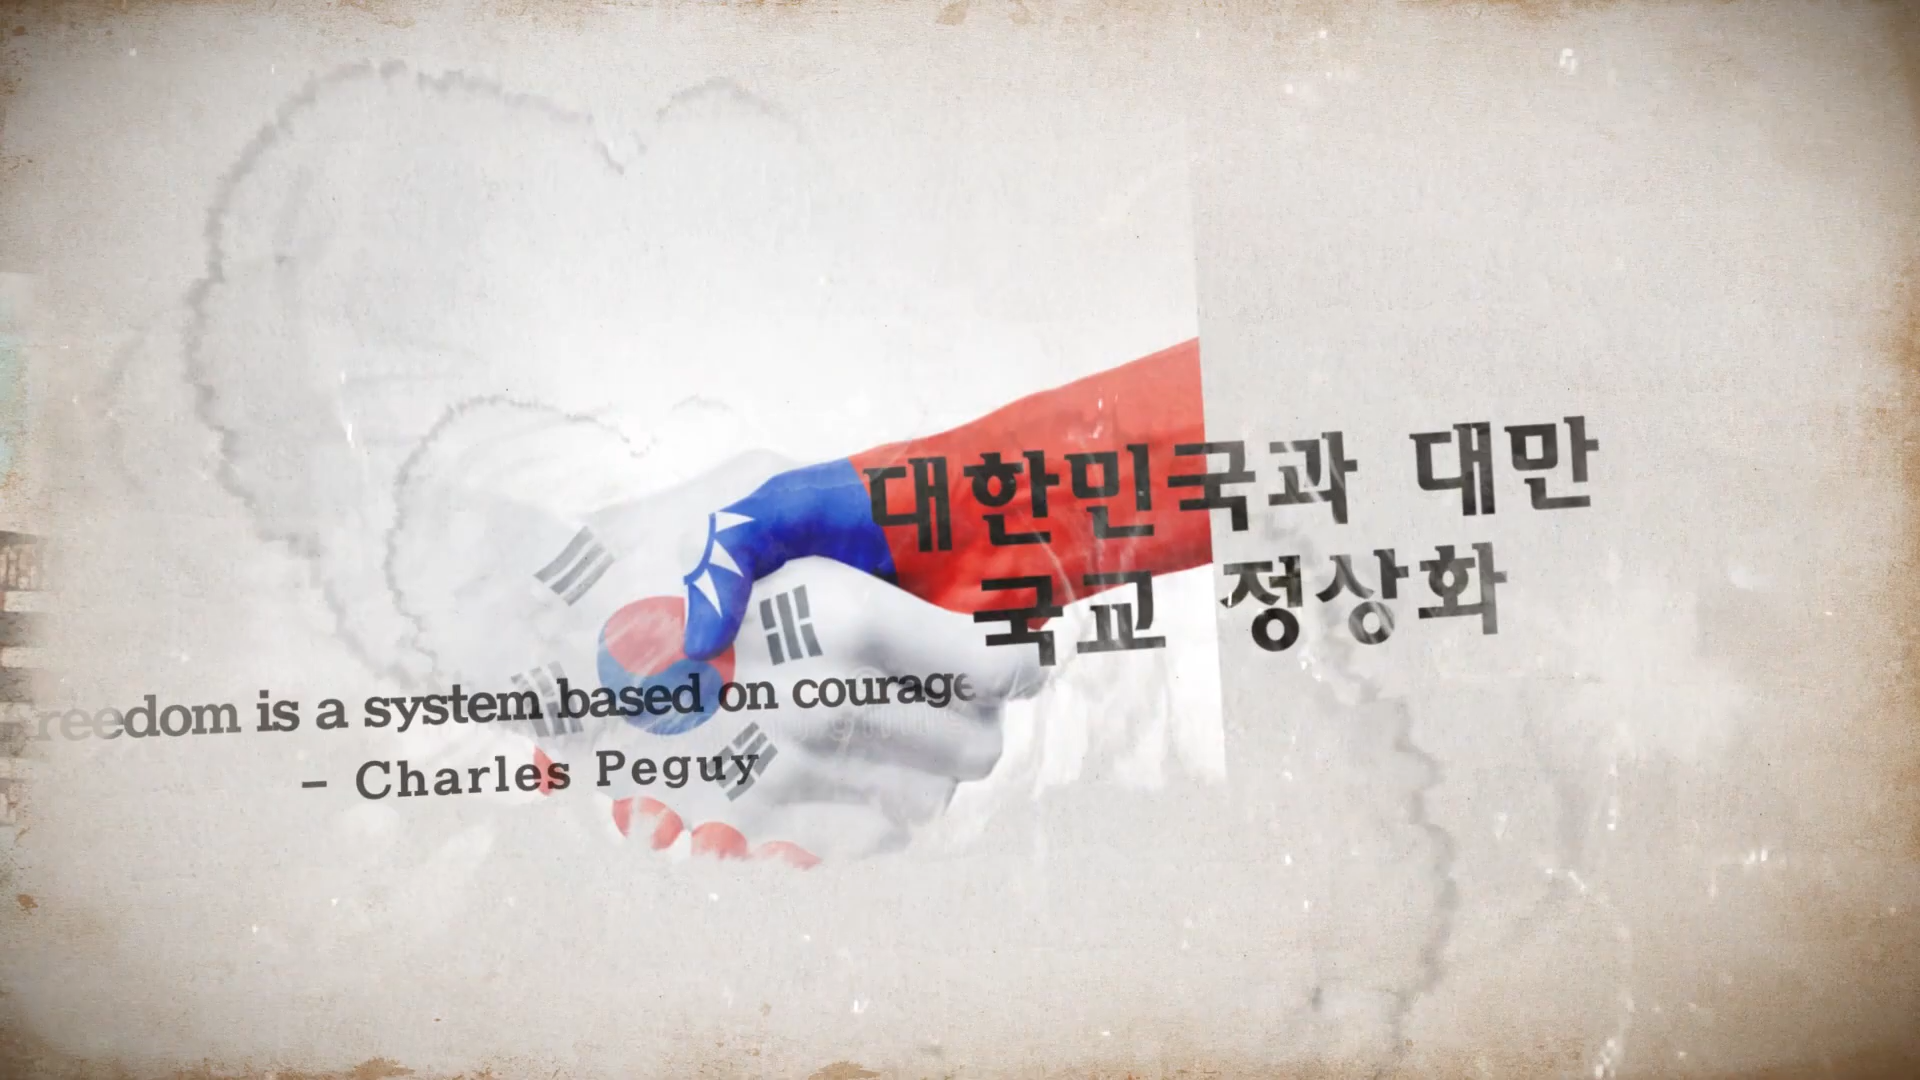 대한민국과 대만
국교 정상화
reedom is a system based on courage
– Charles Peguy